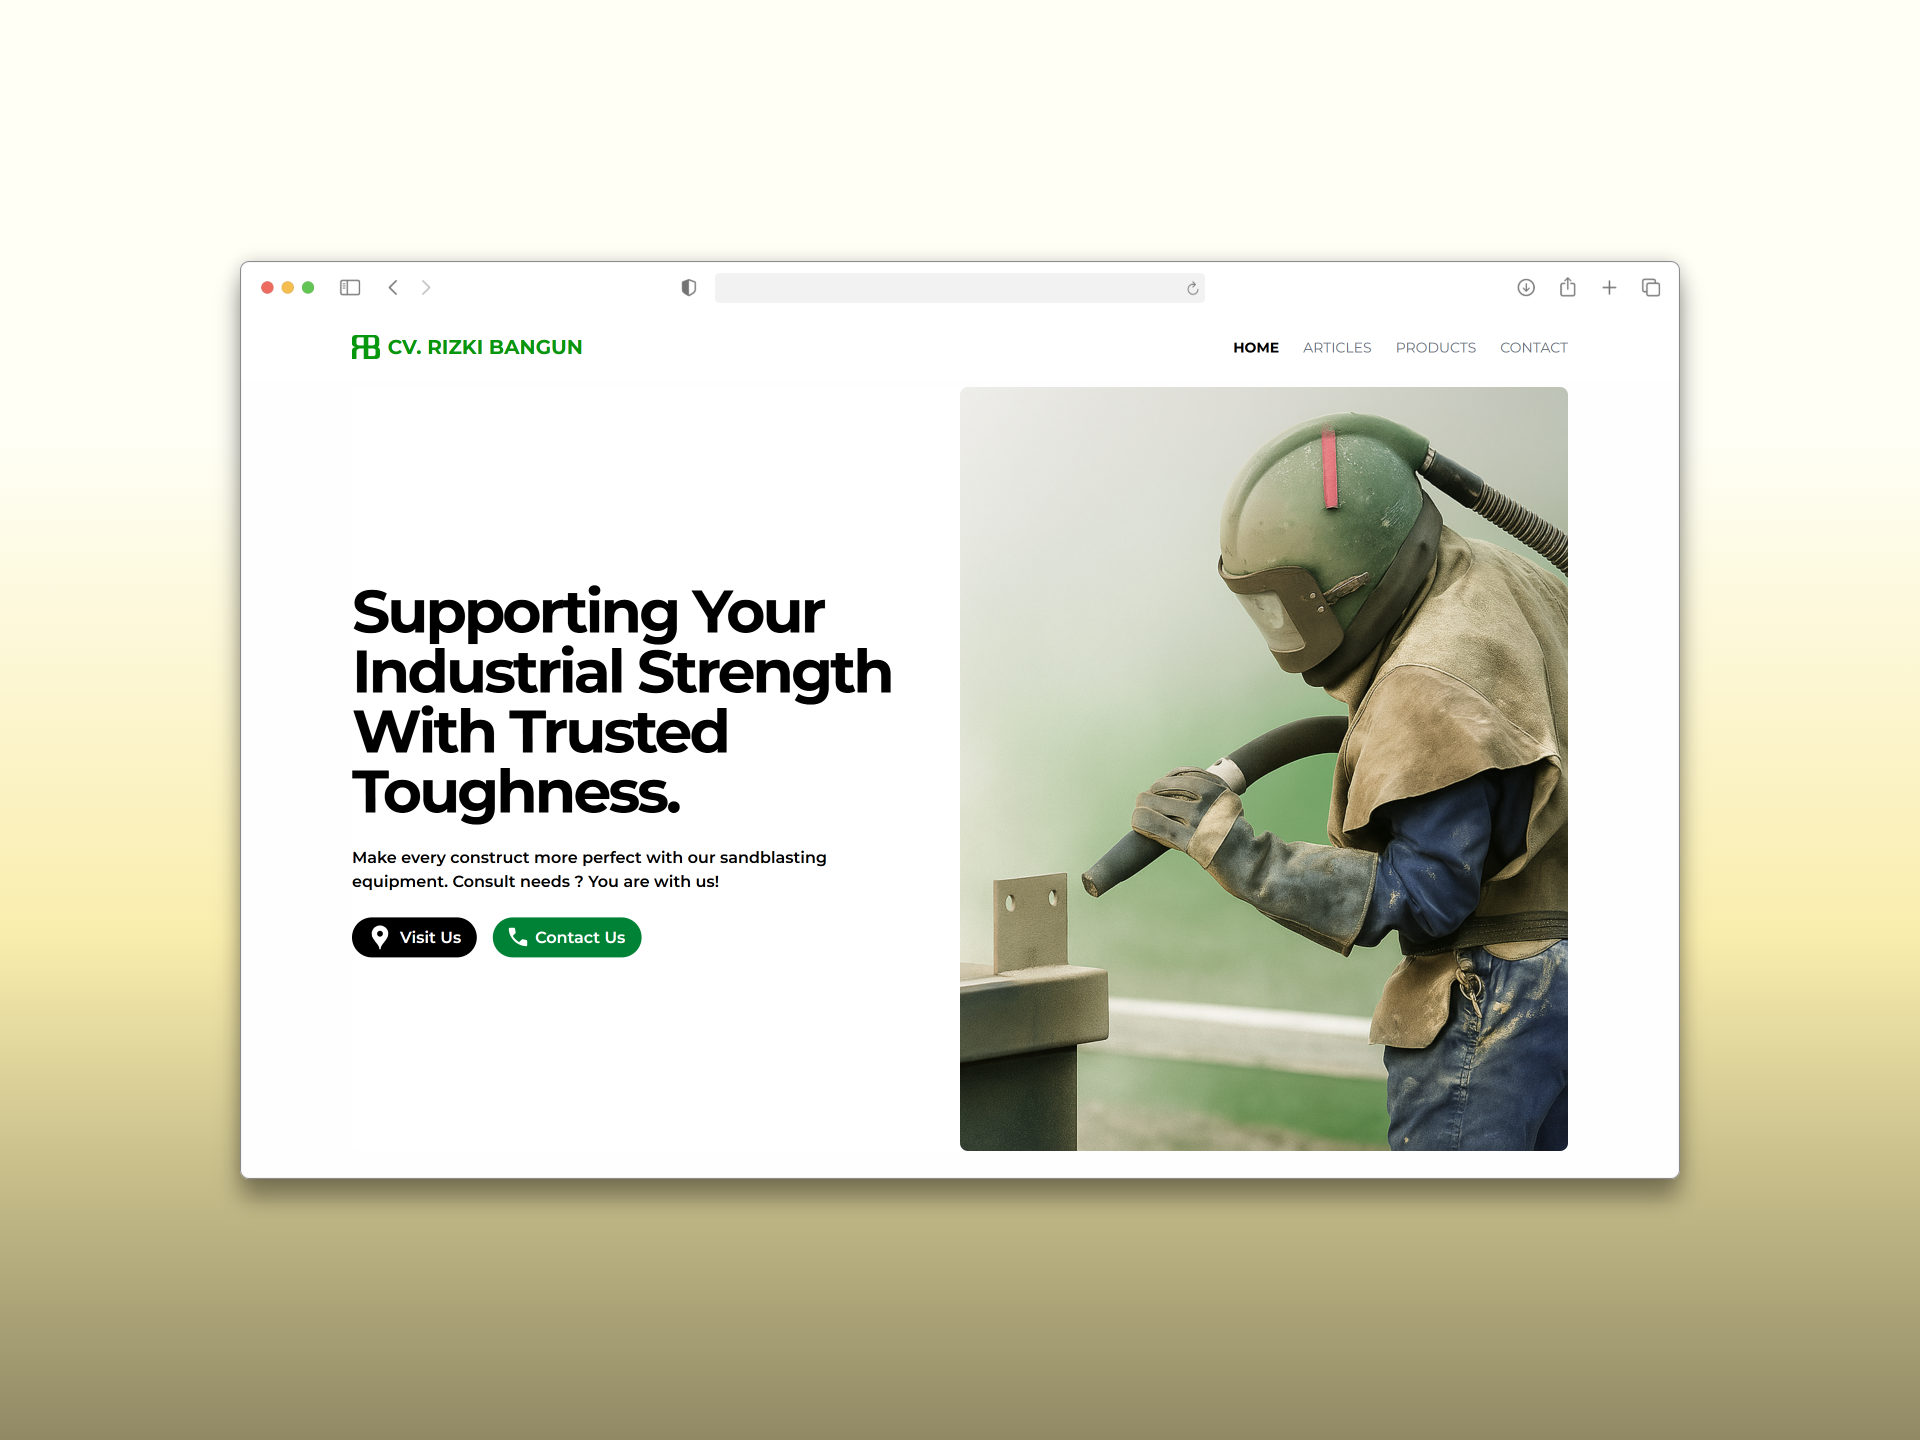 CV. RIZKI BANGUN
HOME ARTICLES PRODUCTS CONTACT
Supporting Your
Industrial Strength
With Trusted
Toughness.
Make every construct more perfect with our sandblasting
equipment. Consult needs ? You are with us!
Visit Us Contact Us